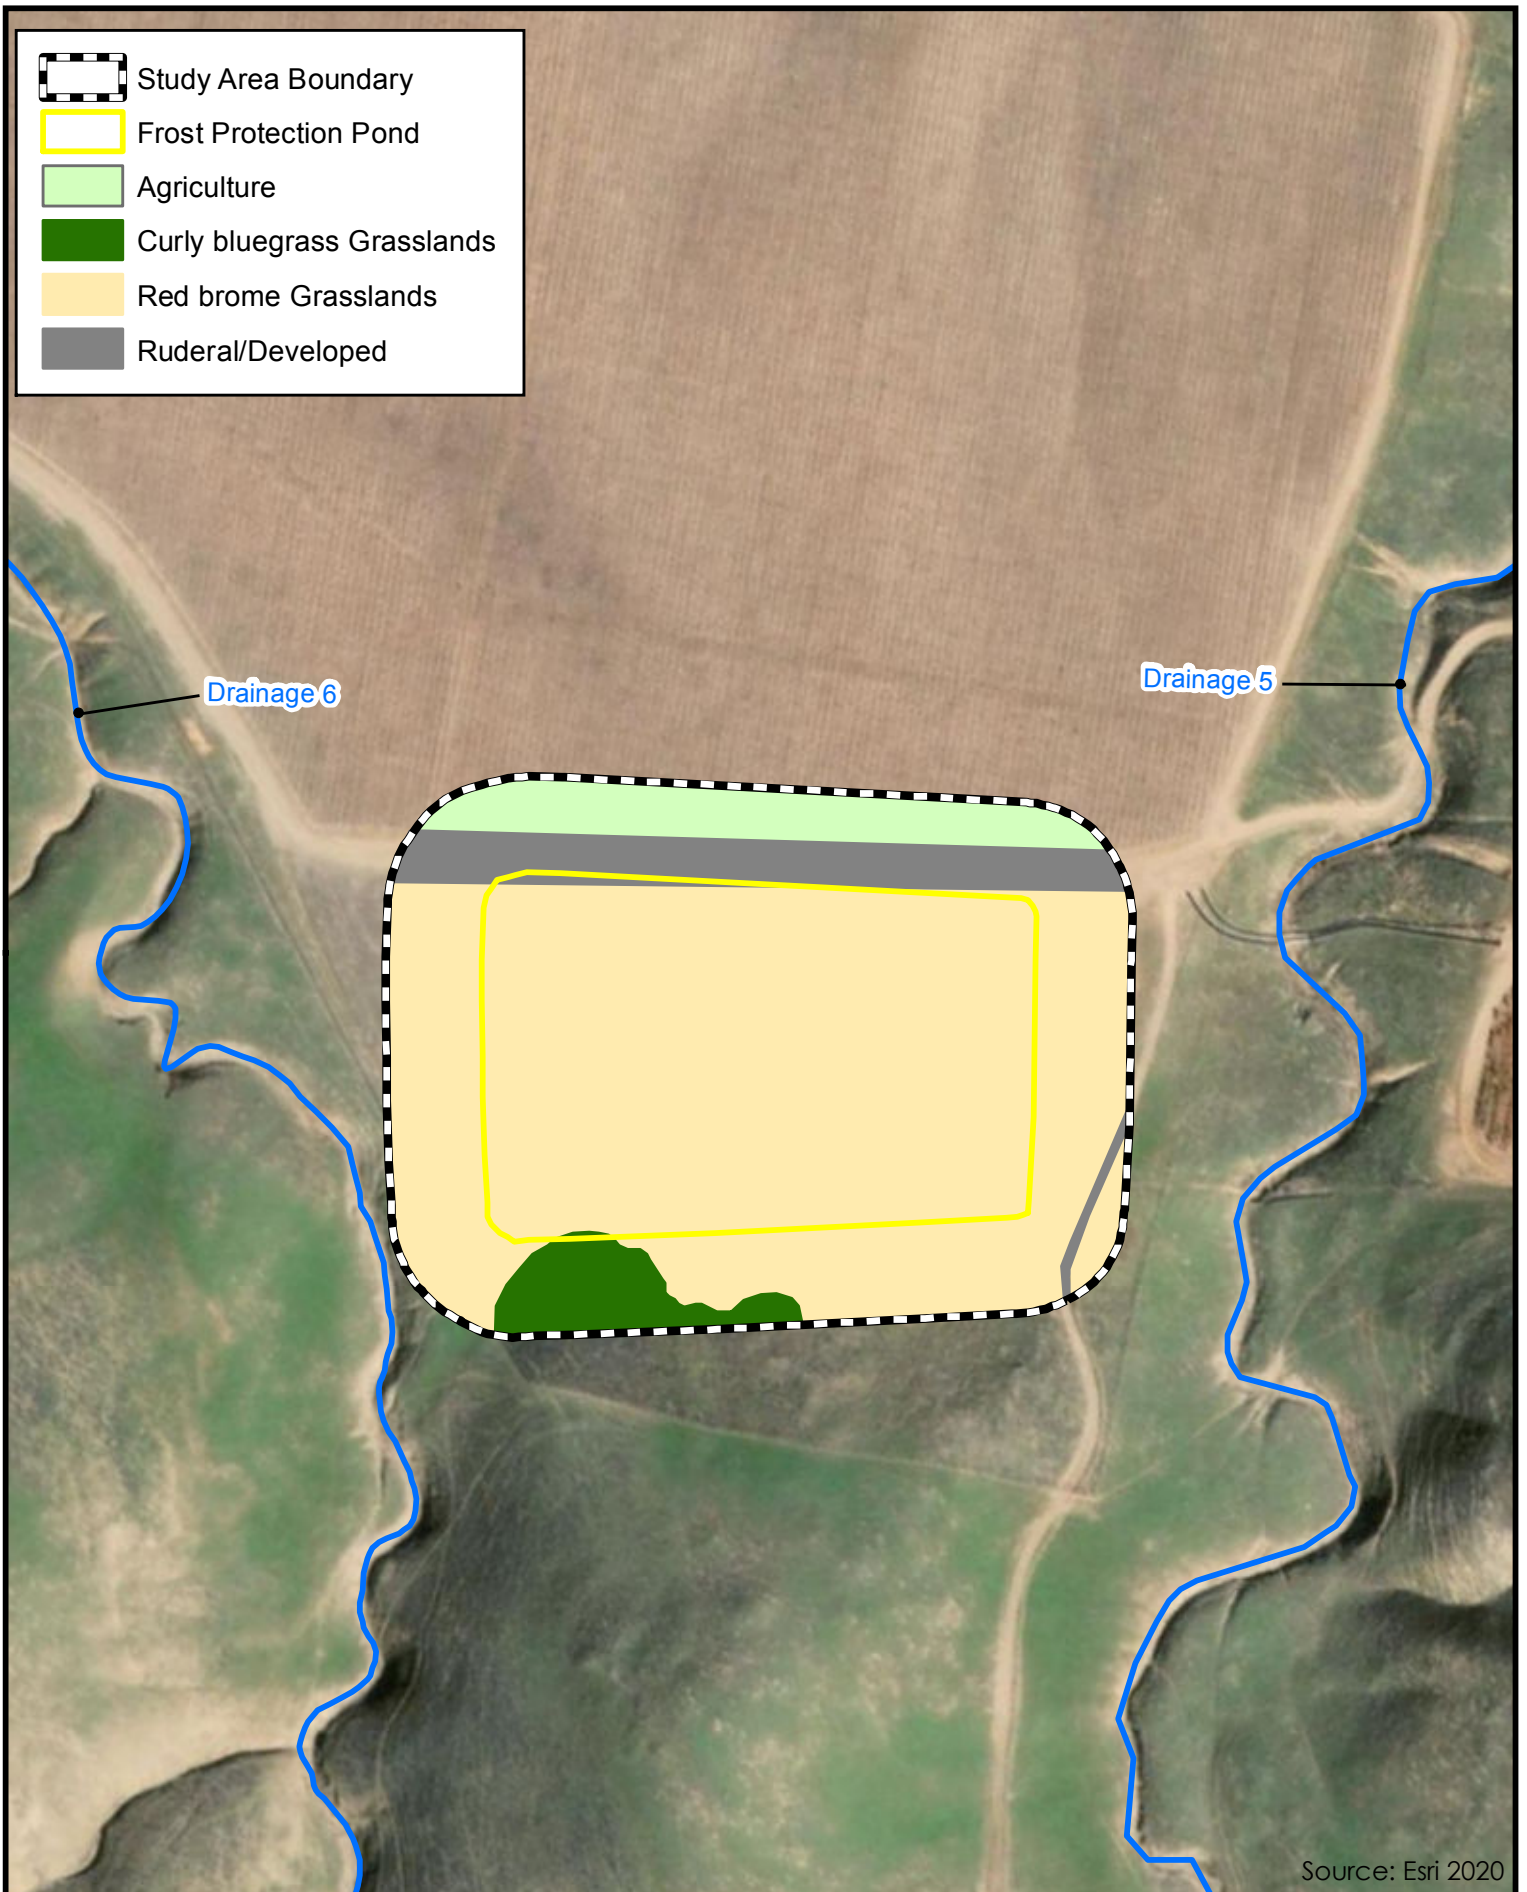 Study Area Boundary
Frost Protection Pond
Agriculture
Curly bluegrass Grasslands
Red brome Grasslands
Ruderal/Developed
Drainage 6
Drainage 5
Source: Esri 2020